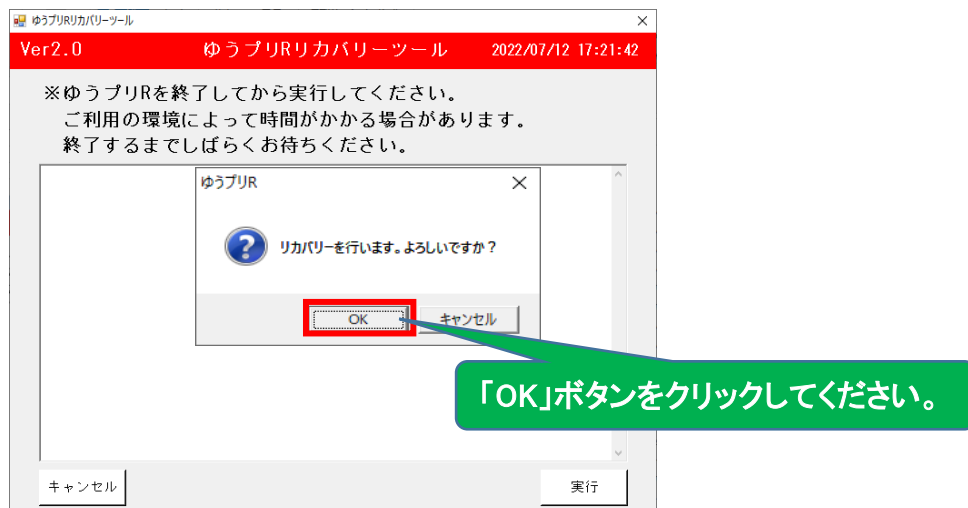 ゆうプリRリカバリーツール
Ver2.0 ゆうプリRリカバリーツール 2022/07/12 17:21:42
※ゆうプリRを終了してから実行してください。
ご利用の環境によって時間がかかる場合があります。
終了するまでしばらくお待ちください。
ゆうプリR
リカバリーを行います。よろしいですか？
OK キャンセル
「OK」ボタンをクリックしてください。
キャンセル 実行